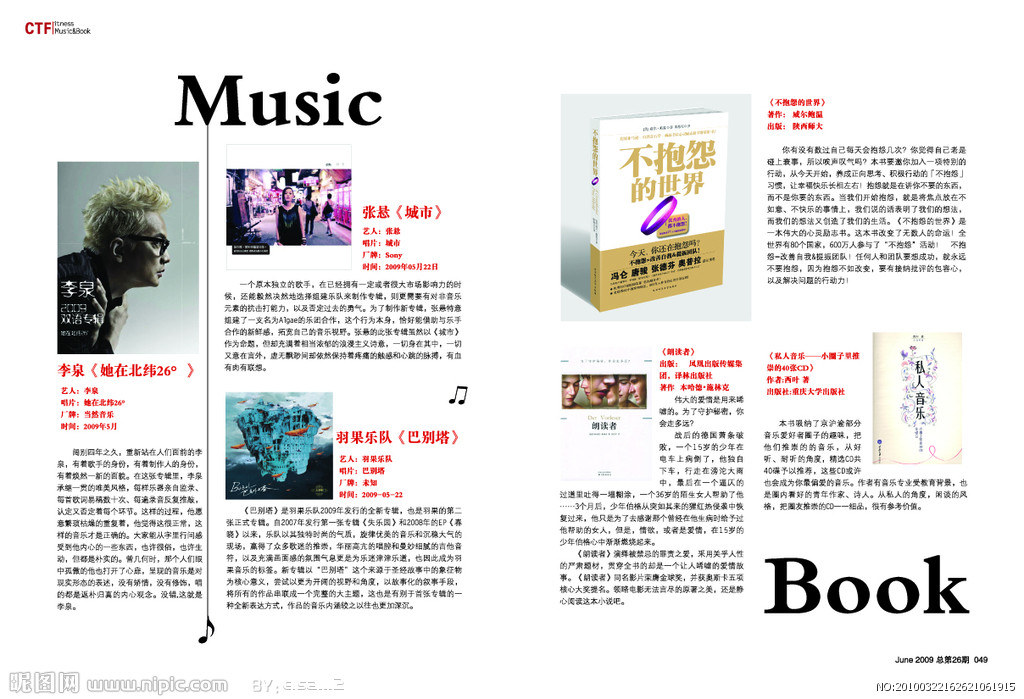 CTF
Fitness
Music&Book
Music
李泉
2009
双语专辑
她在北纬26°
李泉《她在北纬26° 》
艺人：李泉
唱片：她在北纬26°
厂牌：当然音乐
时间：2009年5月
阔别四年之久，重新站在人们面前的李
泉，有着歌手的身份，有着制作人的身份，
有着焕然一新的面貌。在这张专辑里，李泉
承继一贯的唯美风格，每样乐器亲自监录、
每首歌词易稿数十次、每遍录音反复推敲，
认定又否定着每个环节。这样的过程，他愿
意繁琐枯燥的重复着，他觉得这很正常，这
样的音乐才是正确的。大家能从字里行间感
受到他内心的一些东西，也许很俗，也许生
动，但都是朴实的。曾几何时，那个人们眼
中孤傲的他也打开了心扉，呈现的音乐是对
现实形态的表述，没有矫情，没有修饰，唱
的都是返朴归真的内心观念。没错，这就是
李泉。
张悬《城市》
艺人：张悬
唱片：城市
厂牌：Sony
时间：2009年05月22日
一个原本独立的歌手，在已经拥有一定或者很大市场影响力的时
候，还能毅然决然地选择组建乐队来制作专辑，则更需要有对非音乐
元素的抗击打能力，以及否定过去的勇气。为了制作新专辑，张悬特意
组建了一支名为Algae的乐团合作，这个行为本身，恰好能借助与乐手
合作的新鲜感，拓宽自己的音乐视野。张悬的此张专辑虽然以《城市》
作为命题，但却充满着相当浓郁的浪漫主义诗意，一切身在其中，一切
又意在言外，虚无飘渺间却依然保持着疼痛的触感和心跳的脉搏，有血
有肉有联想。
羽果乐队《巴别塔》
艺人：羽果乐队
唱片：巴别塔
厂牌：未知
时间：2009-05-22
《巴别塔》是羽果乐队2009年发行的全新专辑，也是羽果的第二
张正式专辑。自2007年发行第一张专辑《失乐园》和2008年的EP《春
晓》以来，乐队以其独特时尚的气质，旋律优美的音乐和沉稳大气的
现场，赢得了众多歌迷的推崇，华丽高亢的唱腔和曼妙细腻的吉他音
符，以及充满画面感的氛围气息更是为乐迷津津乐道，也因此成为羽
果音乐的标签。新专辑以“巴别塔”这个来源于圣经故事中的象征物
为核心意义，尝试以更为开阔的视野和角度，以故事化的叙事手段，
将所有的作品串联成一个完整的大主题。这也是有别于首张专辑的一
种全新表达方式，作品的音乐内涵较之以往也更加深沉。
不抱怨
的世界
今天，你还在抱怨吗？
不抱怨=改善自我&提振团队！
冯仑 唐骏 张德芬 奥普拉
《不抱怨的世界》
著作： 威尔鲍温
出版： 陕西师大
你有没有数过自己每天会抱怨几次？你觉得自己老是
碰上衰事，所以唉声叹气吗？本书要邀你加入一项特别的
行动，从今天开始，养成正向思考、积极行动的「不抱怨」
习惯，让幸福快乐长相左右！抱怨就是在讲你不要的东西，
而不是你要的东西。当我们开始抱怨，就是将焦点放在不
如意、不快乐的事情上，我们说的话表明了我们的想法，
而我们的想法又创造了我们的生活。《不抱怨的世界》是
一本伟大的心灵励志书。这本书改变了无数人的命运！全
世界有80个国家，600万人参与了“不抱怨”活动！ 不抱
怨=改善自我&提振团队！任何人和团队要想成功，就永远
不要抱怨，因为抱怨不如改变，要有接纳批评的包容心，
以及解决问题的行动力！
朗读者
《朗读者》
出版： 凤凰出版传媒集
团，译林出版社
著作 本哈德·施林克
伟大的爱情是用来唏
嘘的。为了守护秘密，你
会走多远？
战后的德国萧条破
败，一个15岁的少年在
电车上病倒了，他独自
下车，行走在滂沱大雨
中，最后在一个逼仄的
过道里吐得一塌糊涂，一个36岁的陌生女人帮助了他
……3个月后，少年伯格从突如其来的猩红热侵袭中恢
复过来，他只是为了去感谢那个曾经在他生病时给予过
他帮助的女人，但是，情欲，或者是爱情，在15岁的
少年伯格心中渐渐燃烧起来。
《朗读者》演绎被禁忌的罪责之爱，采用关乎人性
的严肃题材，贯穿全书的却是一个让人唏嘘的爱情故
事。《朗读者》同名影片荣膺金球奖，并获奥斯卡五项
核心大奖提名。领略电影无法言尽的原著之美，还是静
心阅读这本小说吧。
《私人音乐——小圈子里推
崇的40张CD》
作者：西叶 著
出版社：重庆大学出版社
私人音乐
本书吸纳了京沪渝部分
音乐爱好者圈子的趣味，把
他们推崇的的音乐，从好
听、耐听的角度，精选CD共
40碟予以推荐，这些CD或许
也会成为你最偏爱的音乐。作者有音乐专业受教育背景，也
是圈内看好的青年作家、诗人。从私人的角度，闲谈的风
格，把圈友推崇的CD一一细品，很有参考价值。
Book
June 2009 总第26期 049
昵图网 www.nipic.com
NO:20100322162621061915